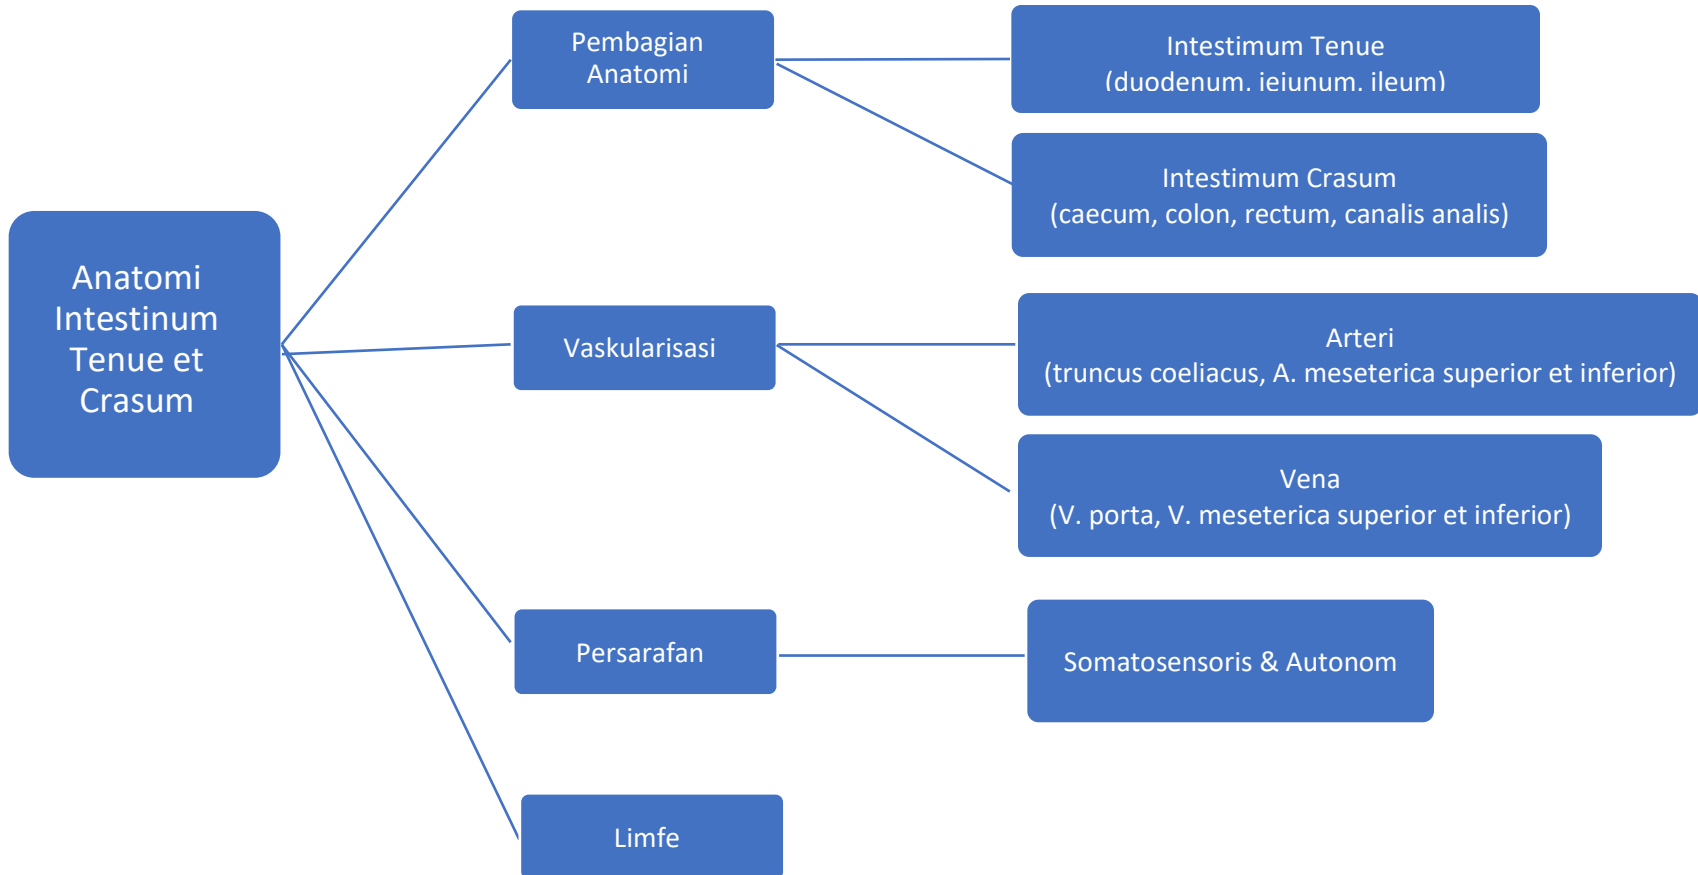 Pembagian
Anatomi
Intestimum Tenue
(duodenum, jejunum, ileum)
Intestimum Crasum
(caecum, colon, rectum, canalis analis)
Anatomi
Intestinum
Tenue et
Crasum
Vaskularisasi
Arteri
(truncus coeliacus, A. meseterica superior et inferior)
Vena
(V. porta, V. meseterica superior et inferior)
Persarafan
Somatosensoris & Autonom
Limfe